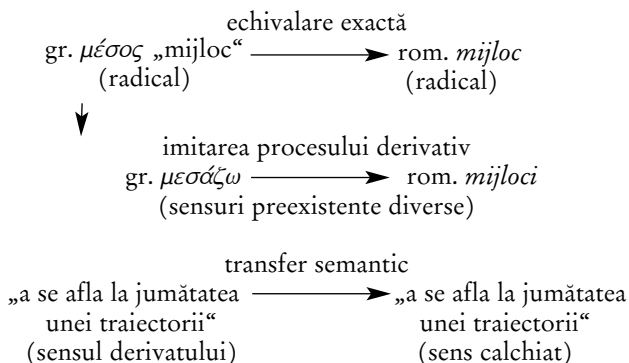 echivalare exactă
gr. μέσος „mijloc“ rom. mijloc
(radical) (radical)
imitarea procesului derivativ
gr. μεσάζω rom. mijloci
(sensuri preexistente diverse)
transfer semantic
„a se afla la jumătatea „a se afla la jumătatea
unei traiectorii“ unei traiectorii“
(sensul derivatului) (sens calchiat)